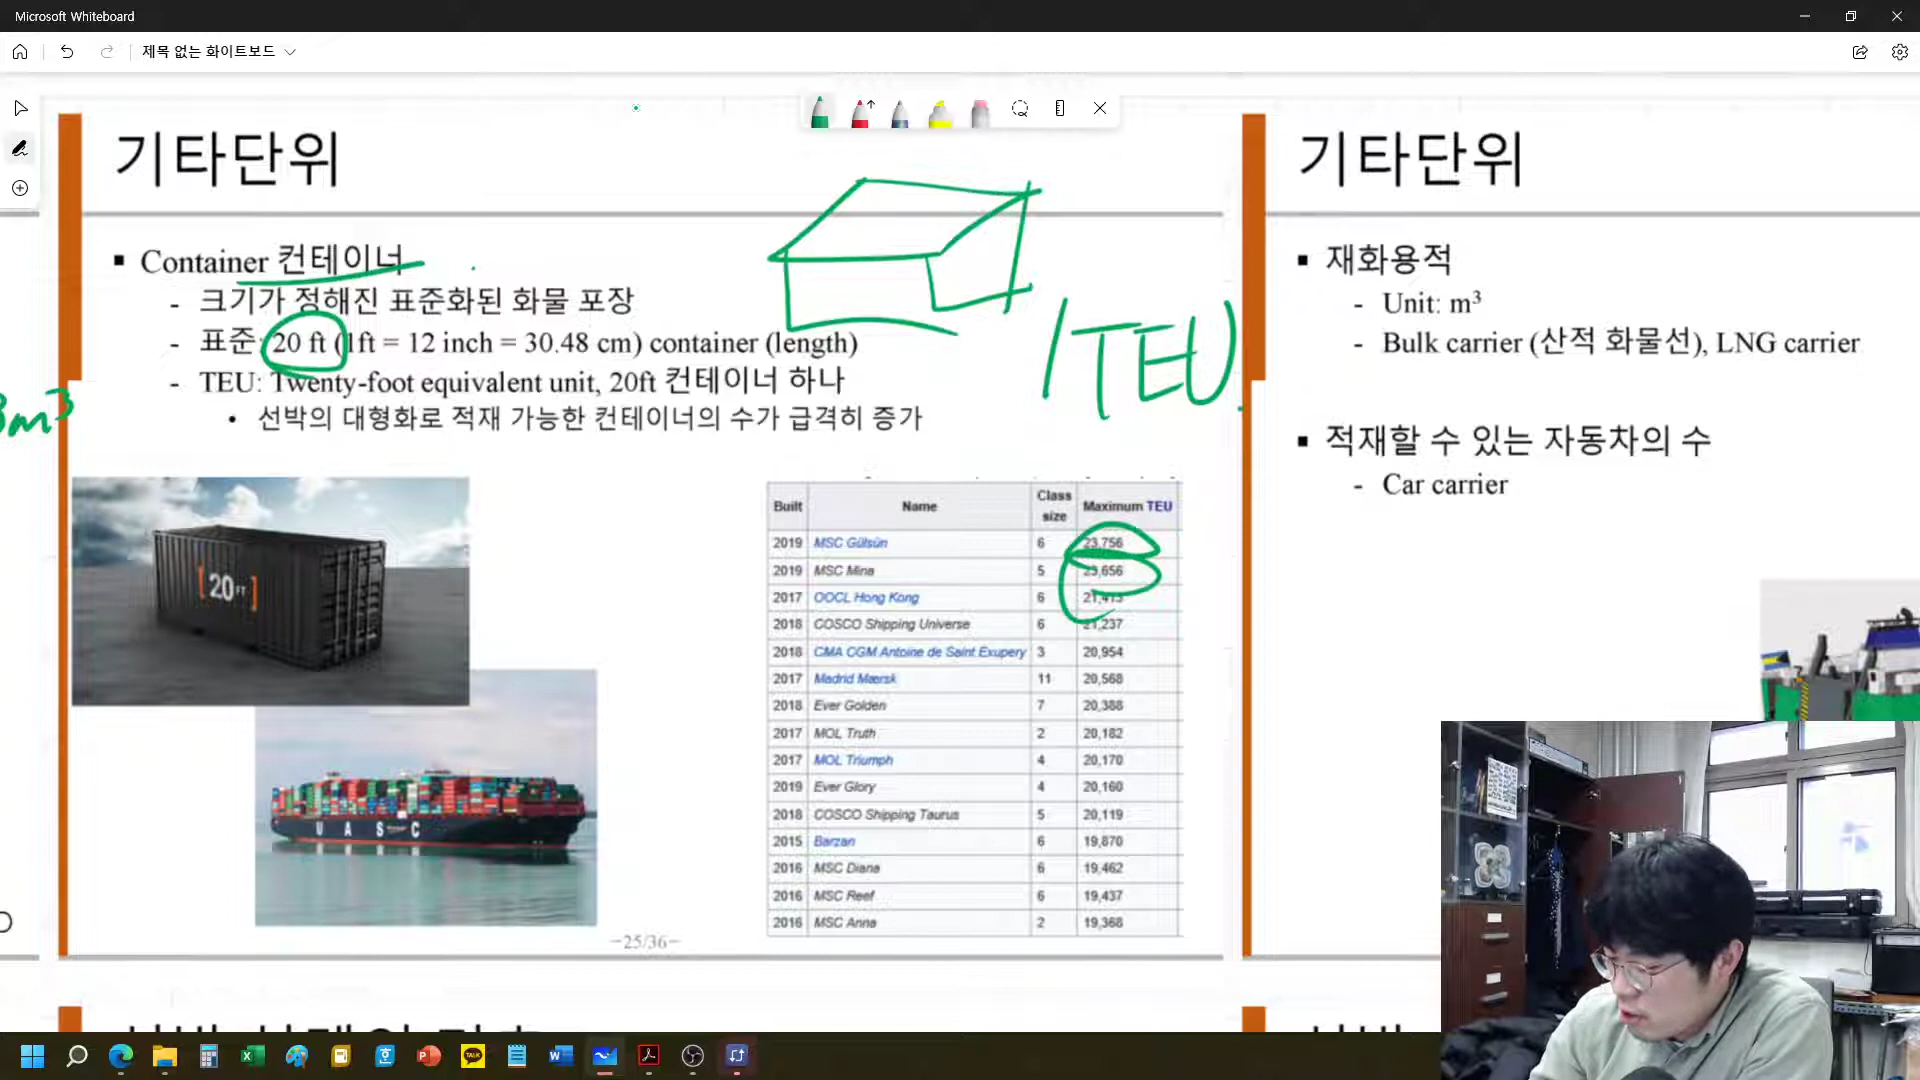 Microsoft Whiteboard
제목 없는 화이트보드
기타단위
Container 컨테이너
- 크기가 정해진 표준화된 화물 포장
- 표준: 20 ft (1ft = 12 inch = 30.48 cm) container (length)
- TEU: Twenty-foot equivalent unit, 20ft 컨테이너 하나
• 선박의 대형화로 적재 가능한 컨테이너의 수가 급격히 증가
1 TEU
m³
[20FT]
UASC
Built Name Class size Maximum TEU
2019 MSC Gülsün 6 23,756
2019 MSC Mina 5 23,656
2017 OOCL Hong Kong 6 21,413
2018 COSCO Shipping Universe 6 21,237
2018 CMA CGM Antoine de Saint Exupery 3 20,954
2017 Madrid Mærsk 11 20,568
2018 Ever Golden 7 20,388
2017 MOL Truth 2 20,182
2017 MOL Triumph 4 20,170
2019 Ever Glory 4 20,160
2018 COSCO Shipping Taurus 5 20,119
2015 Barzan 6 19,870
2016 MSC Diana 6 19,462
2016 MSC Reef 6 19,437
2016 MSC Anna 2 19,368
-25/36-
기타단위
재화용적
- Unit: m³
- Bulk carrier (산적 화물선), LNG carrier
적재할 수 있는 자동차의 수
- Car carrier
TALK